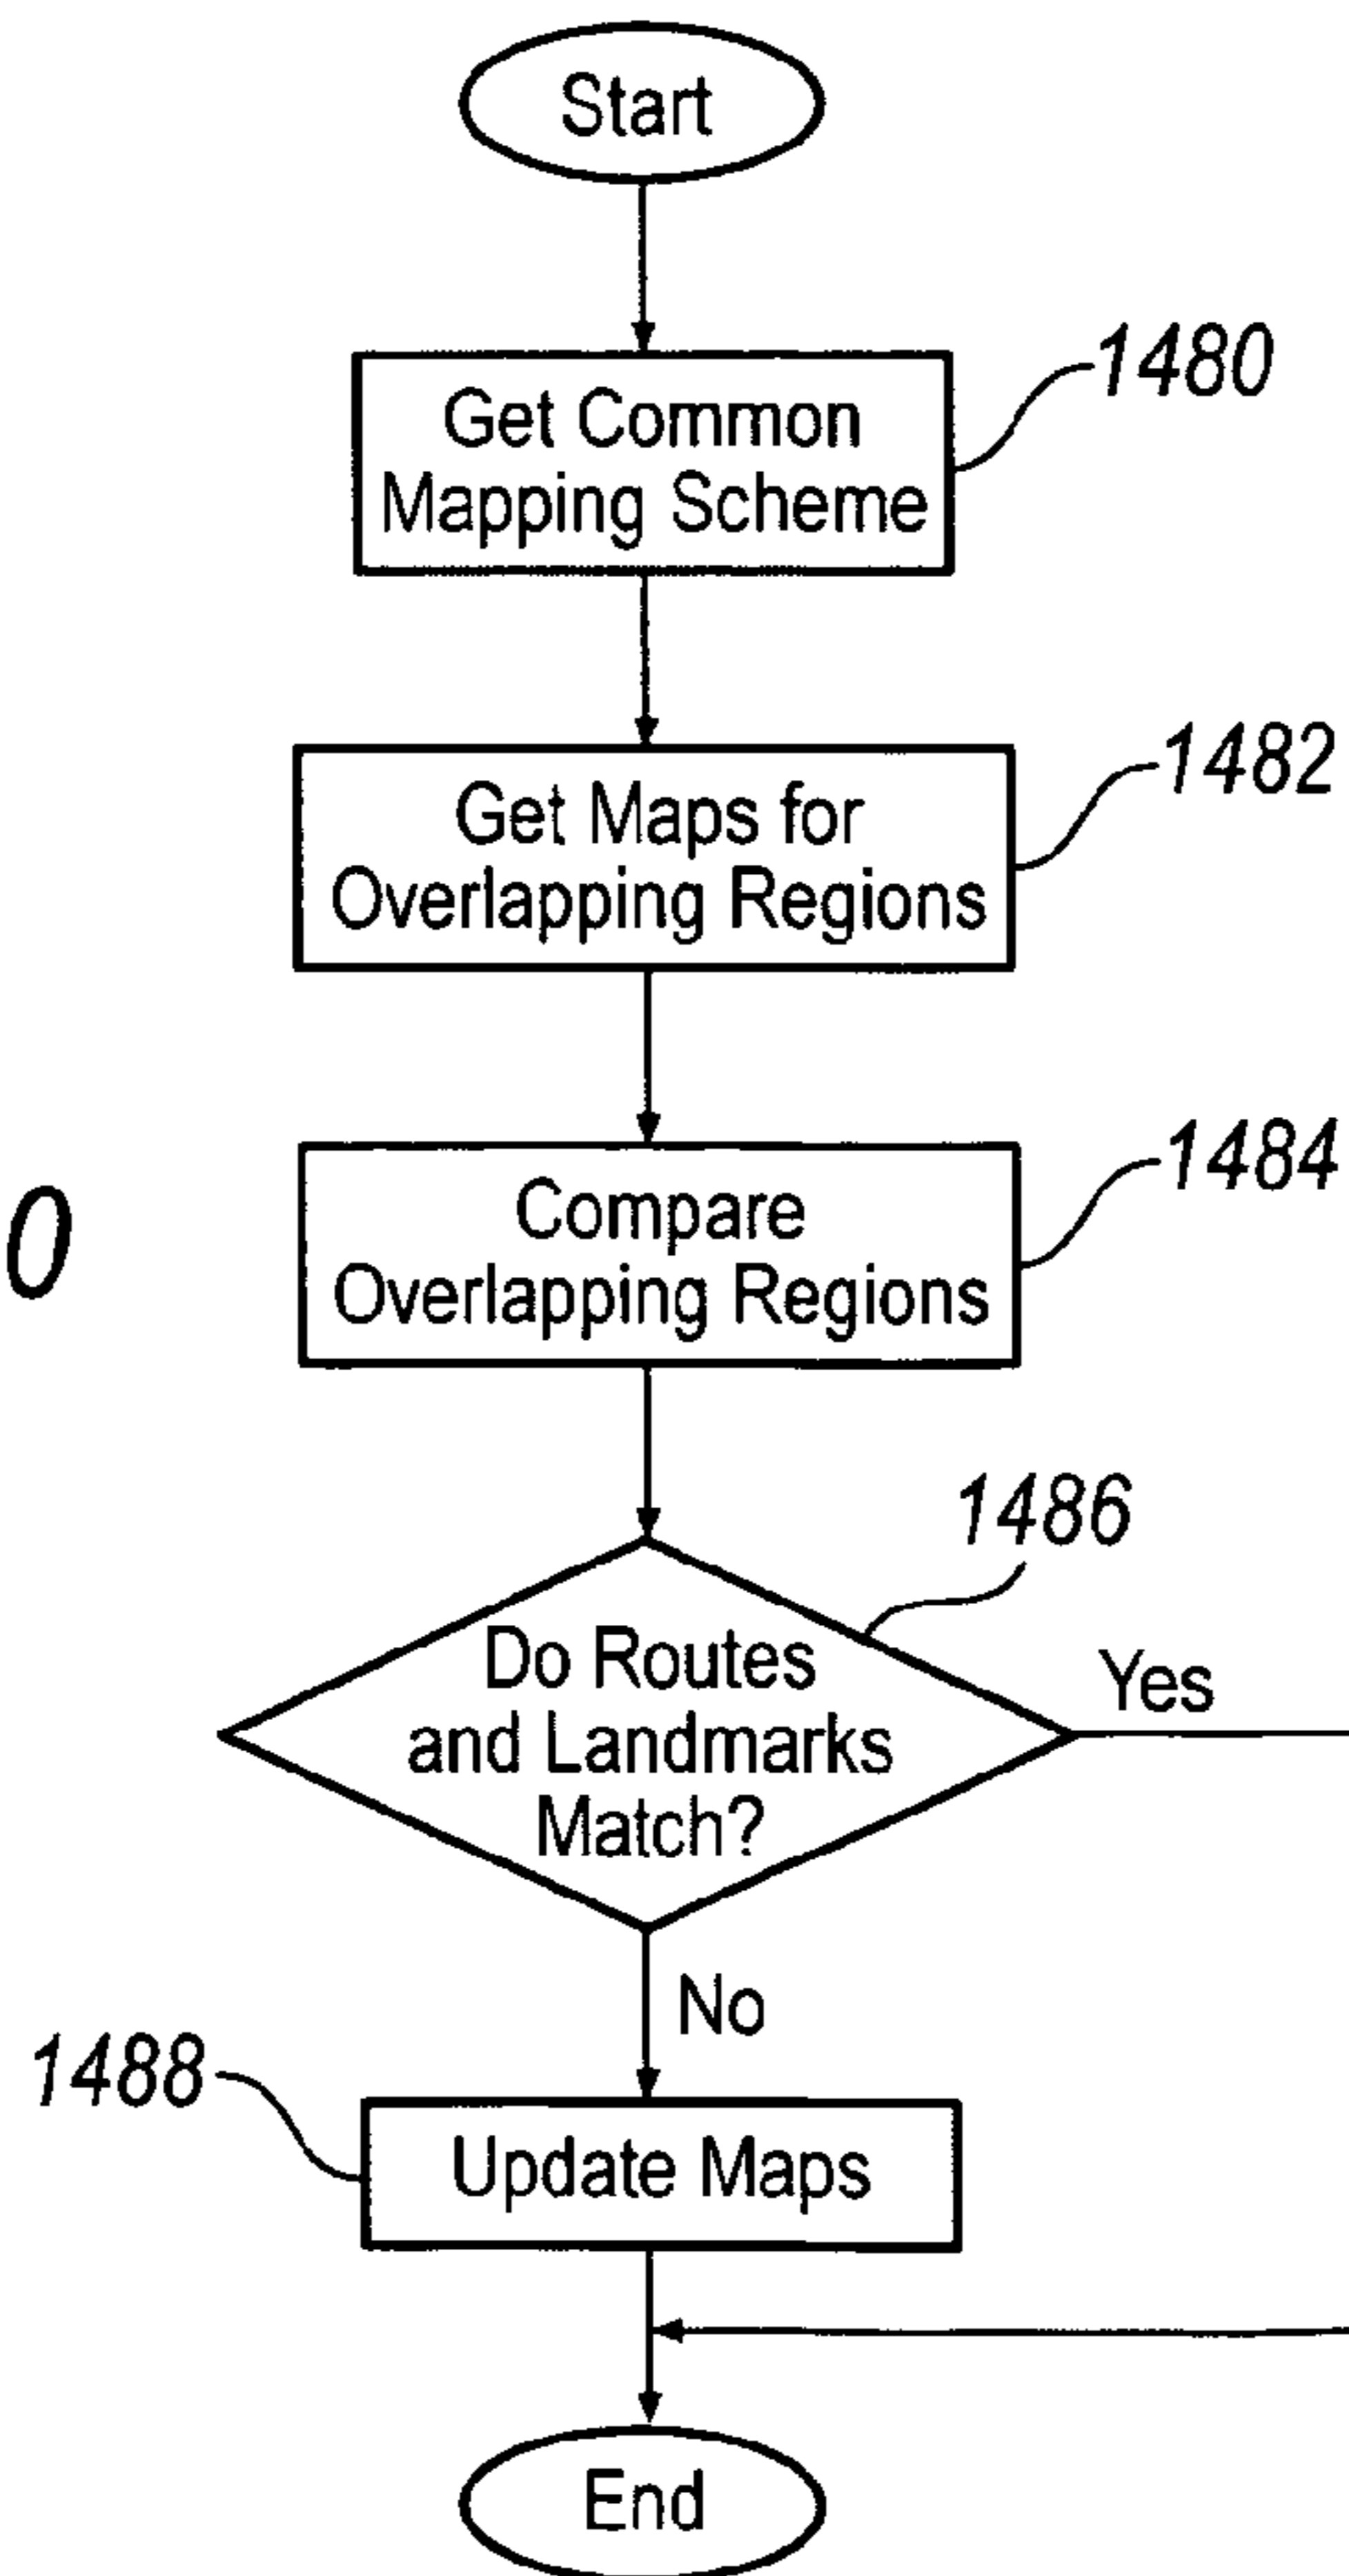 Start
Get Common
Mapping Scheme
1480
Get Maps for
Overlapping Regions
1482
Compare
Overlapping Regions
1484
0
Do Routes
and Landmarks
Match?
1486
Yes
No
1488
Update Maps
End